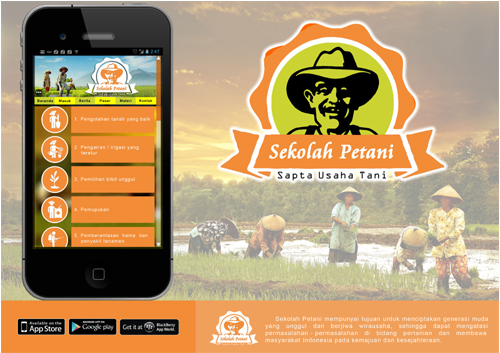 2:47
Sekolah Petani
Beranda Masuk Berita Pasar Materi Kontak
1. Pengolahan tanah yang baik
2. Pengairan / irigasi yang
teratur
3. Pemilihan bibit unggul
4. Pemupukan
5. Pemberantasan hama dan
penyakit tanaman
Sekolah Petani
Sapta Usaha Tani
Available on the
App Store
Google play
Get it at
BlackBerry
App World
Sekolah Petani
Sekolah Petani mempunyai tujuan untuk menciptakan generasi muda
yang unggul dan berjiwa wirausaha, sehingga dapat mengatasi
permasalahan - permasalahan di bidang pertanian dan membawa
masyarakat Indonesia pada kemajuan dan kesejahteraan.